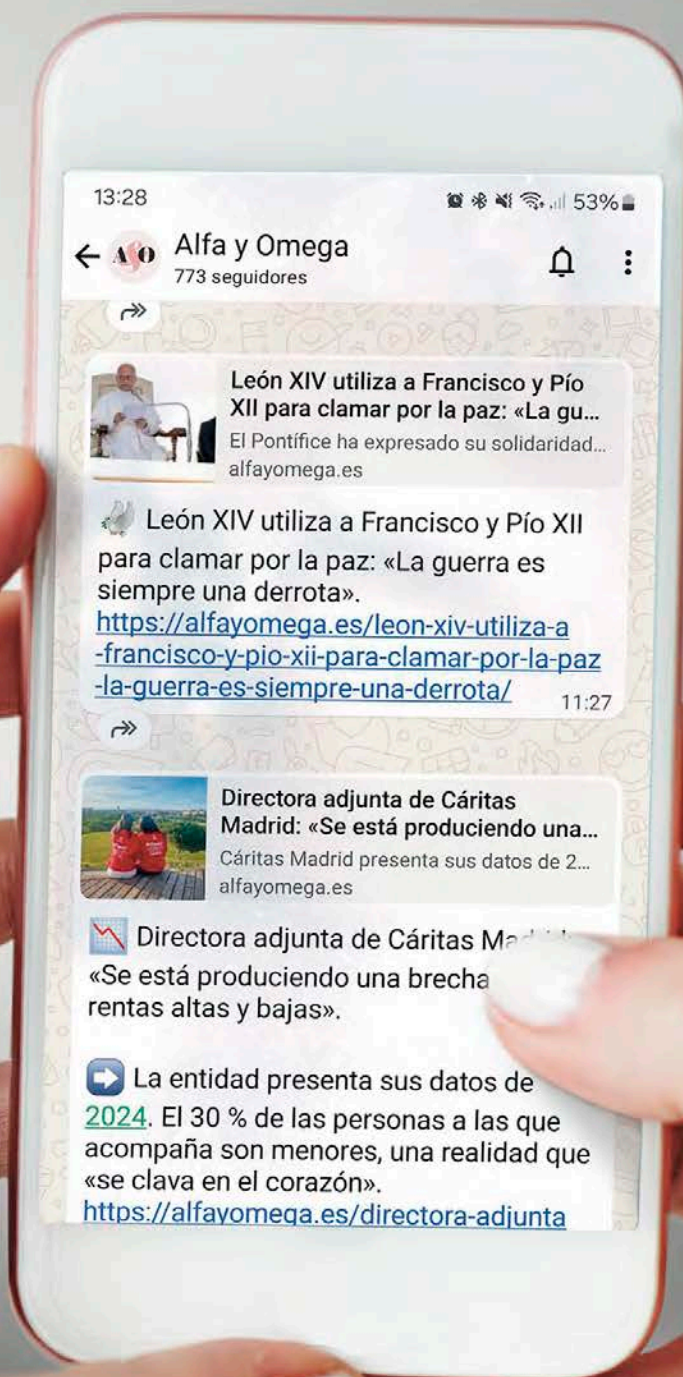 13:28
53%
Alfa y Omega
773 seguidores
León XIV utiliza a Francisco y Pío
XII para clamar por la paz: «La gu...
El Pontífice ha expresado su solidaridad...
alfayomega.es
León XIV utiliza a Francisco y Pío XII
para clamar por la paz: «La guerra es
siempre una derrota».
https://alfayomega.es/leon-xiv-utiliza-a
-francisco-y-pio-xii-para-clamar-por-la-paz
-la-guerra-es-siempre-una-derrota/
11:27
Directora adjunta de Cáritas
Madrid: «Se está produciendo una...
Cáritas Madrid presenta sus datos de 2...
alfayomega.es
Directora adjunta de Cáritas
«Se está produciendo una brecha
rentas altas y bajas».
La entidad presenta sus datos de
2024. El 30 % de las personas a las que
acompaña son menores, una realidad que
«se clava en el corazón».
https://alfayomega.es/directora-adjunta